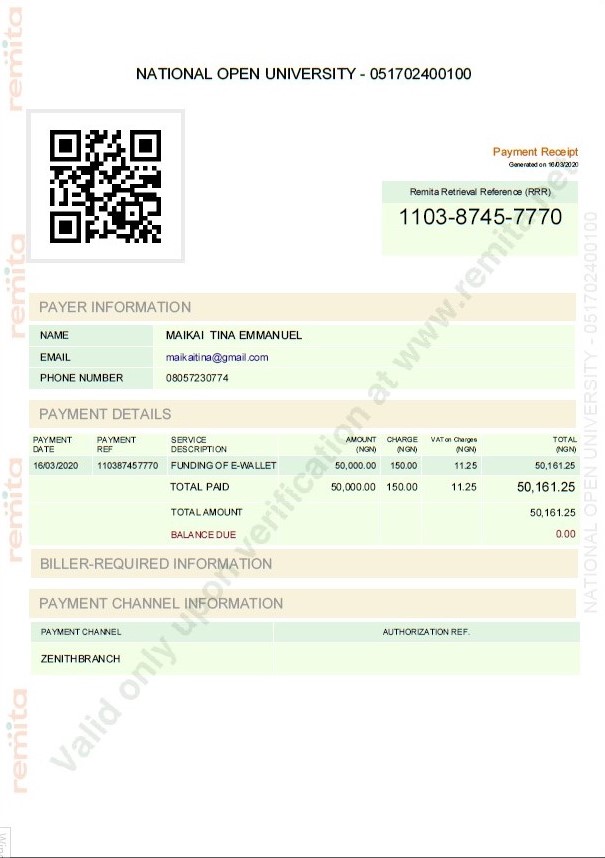 NATIONAL OPEN UNIVERSITY - 051702400100
Payment Receipt
Generated on 16/03/2020
Remita Retrieval Reference (RRR)
1103-8745-7770
PAYER INFORMATION
NAME MAIKAI TINA EMMANUEL
EMAIL maikaitina@gmail.com
PHONE NUMBER 08057230774
PAYMENT DETAILS
PAYMENT DATE PAYMENT REF SERVICE DESCRIPTION AMOUNT (NGN) CHARGE (NGN) VAT on Charges (NGN) TOTAL (NGN)
16/03/2020 110387457770 FUNDING OF E-WALLET 50,000.00 150.00 11.25 50,161.25
TOTAL PAID 50,000.00 150.00 11.25 50,161.25
TOTAL AMOUNT 50,161.25
BALANCE DUE 0.00
BILLER-REQUIRED INFORMATION
PAYMENT CHANNEL INFORMATION
PAYMENT CHANNEL AUTHORIZATION REF.
ZENITHBRANCH
Valid only upon verification at www.remita.net
remita
remita
remita
remita
NATIONAL OPEN UNIVERSITY - 051702400100